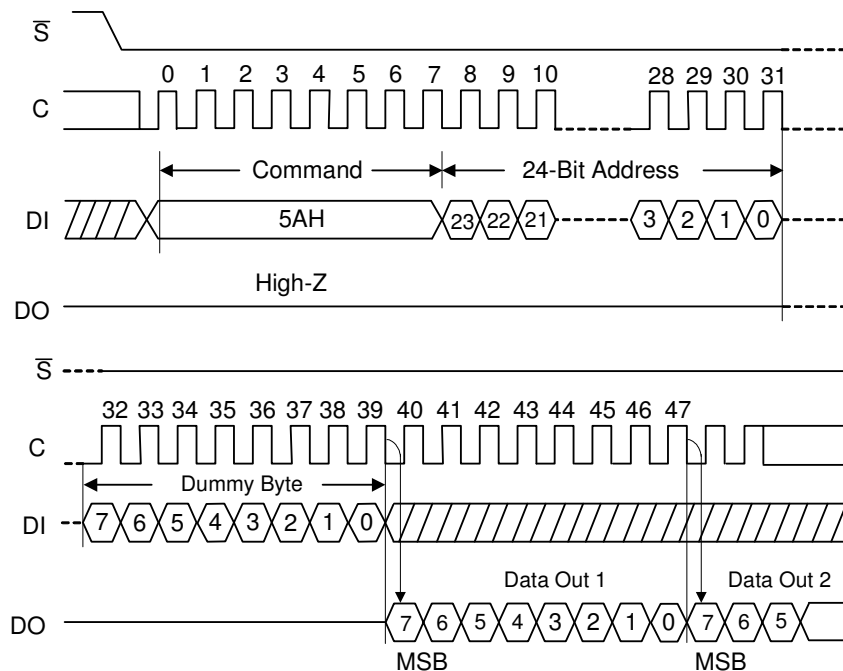 S̅
0 1 2 3 4 5 6 7 8 9 10 28 29 30 31
C
Command 24-Bit Address
DI 5AH 23 22 21 3 2 1 0
High-Z
DO
S̅
32 33 34 35 36 37 38 39 40 41 42 43 44 45 46 47
C
Dummy Byte
DI 7 6 5 4 3 2 1 0
Data Out 1 Data Out 2
DO 7 6 5 4 3 2 1 0 7 6 5
MSB MSB